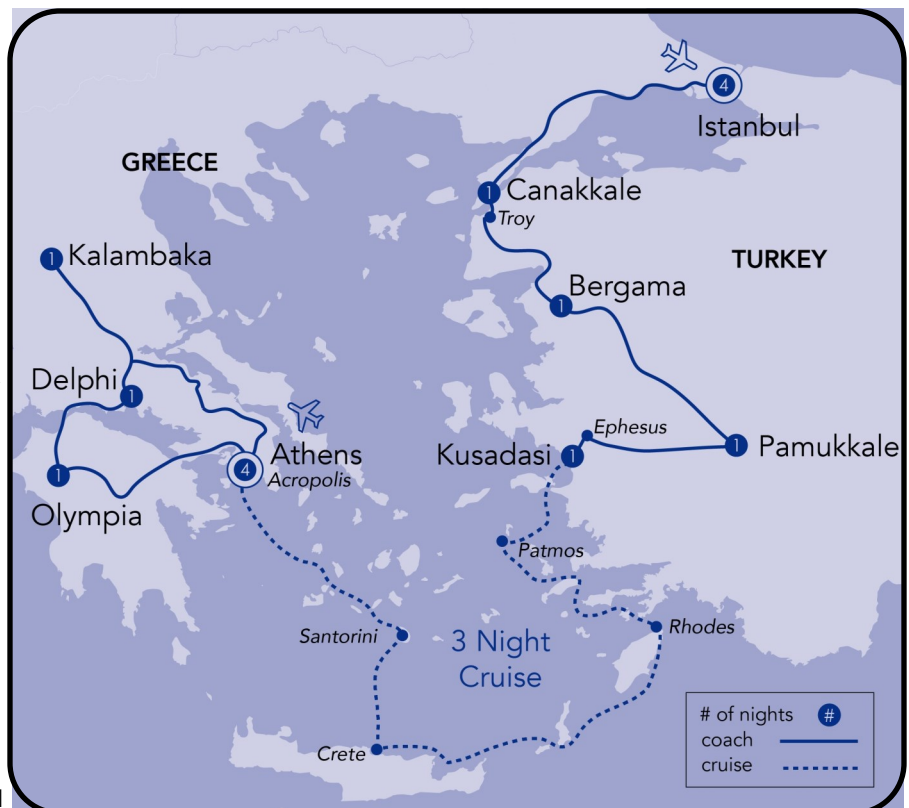 4
Istanbul
GREECE
1 Canakkale
Troy
1 Kalambaka
TURKEY
Bergama
1
Delphi
1
Ephesus
Kusadasi 1
1 Pamukkale
Athens
4
Acropolis
1
Olympia
Patmos
Santorini
3 Night
Cruise
Rhodes
Crete
# of nights #
coach
cruise